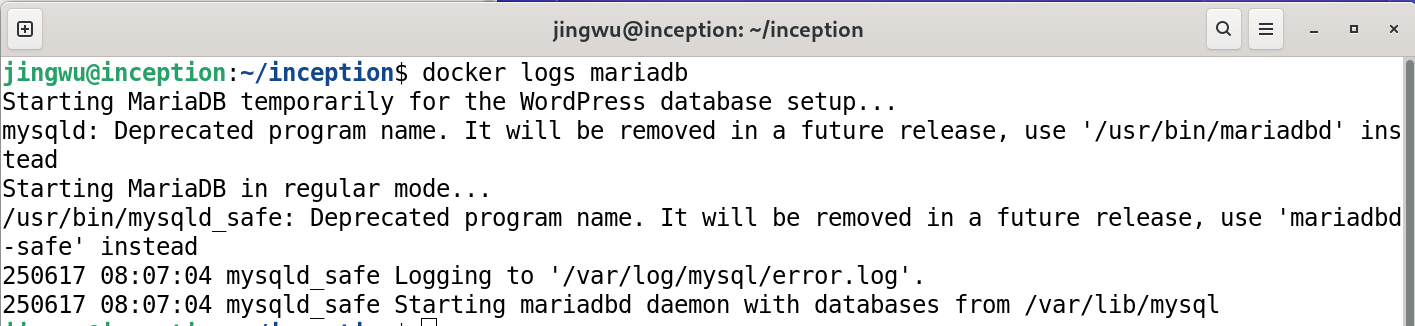 jingwu@inception: ~/inception
jingwu@inception:~/inception$ docker logs mariadb
Starting MariaDB temporarily for the WordPress database setup...
mysqld: Deprecated program name. It will be removed in a future release, use '/usr/bin/mariadbd' ins
tead
Starting MariaDB in regular mode...
/usr/bin/mysqld_safe: Deprecated program name. It will be removed in a future release, use 'mariadbd
-safe' instead
250617 08:07:04 mysqld_safe Logging to '/var/log/mysql/error.log'.
250617 08:07:04 mysqld_safe Starting mariadbd daemon with databases from /var/lib/mysql